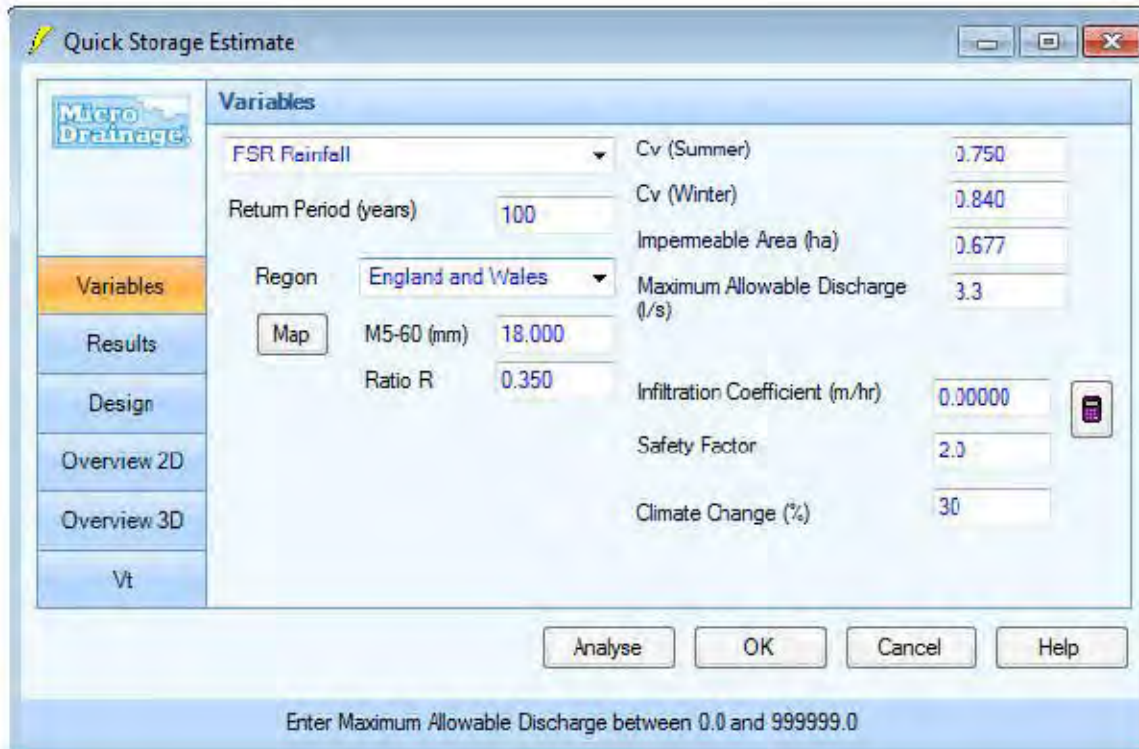 Quick Storage Estimate
Micro
Drainage.
Variables
FSR Rainfall
Return Period (years) 100
Region England and Wales
Map M5-60 (mm) 18.000
Ratio R 0.350
Cv (Summer) 0.750
Cv (Winter) 0.840
Impermeable Area (ha) 0.677
Maximum Allowable Discharge
(l/s) 3.3
Infiltration Coefficient (m/hr) 0.00000
Safety Factor 2.0
Climate Change (%) 30
Variables
Results
Design
Overview 2D
Overview 3D
Vt
Analyse OK Cancel Help
Enter Maximum Allowable Discharge between 0.0 and 999999.0